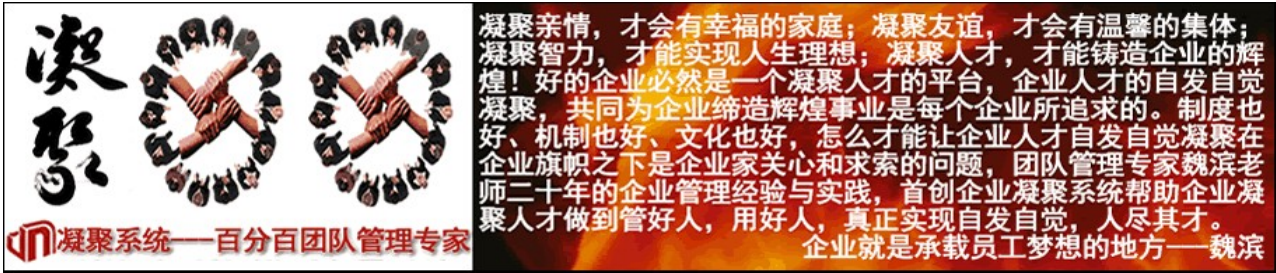 凝
聚
凝聚系统---百分百团队管理专家
凝聚亲情，才会有幸福的家庭；凝聚友谊，才会有温馨的集体；
凝聚智力，才能实现人生理想；凝聚人才，才能铸造企业的辉
煌！好的企业必然是一个凝聚人才的平台，企业人才的自发自觉
凝聚，共同为企业缔造辉煌事业是每个企业所追求的。制度也
好、机制也好、文化也好，怎么才能让企业人才自发自觉凝聚在
企业旗帜之下是企业家关心和求索的问题，团队管理专家魏滨老
师二十年的企业管理经验与实践，首创企业凝聚系统帮助企业凝
聚人才做到管好人，用好人，真正实现自发自觉，人尽其才。
企业就是承载员工梦想的地方---魏滨